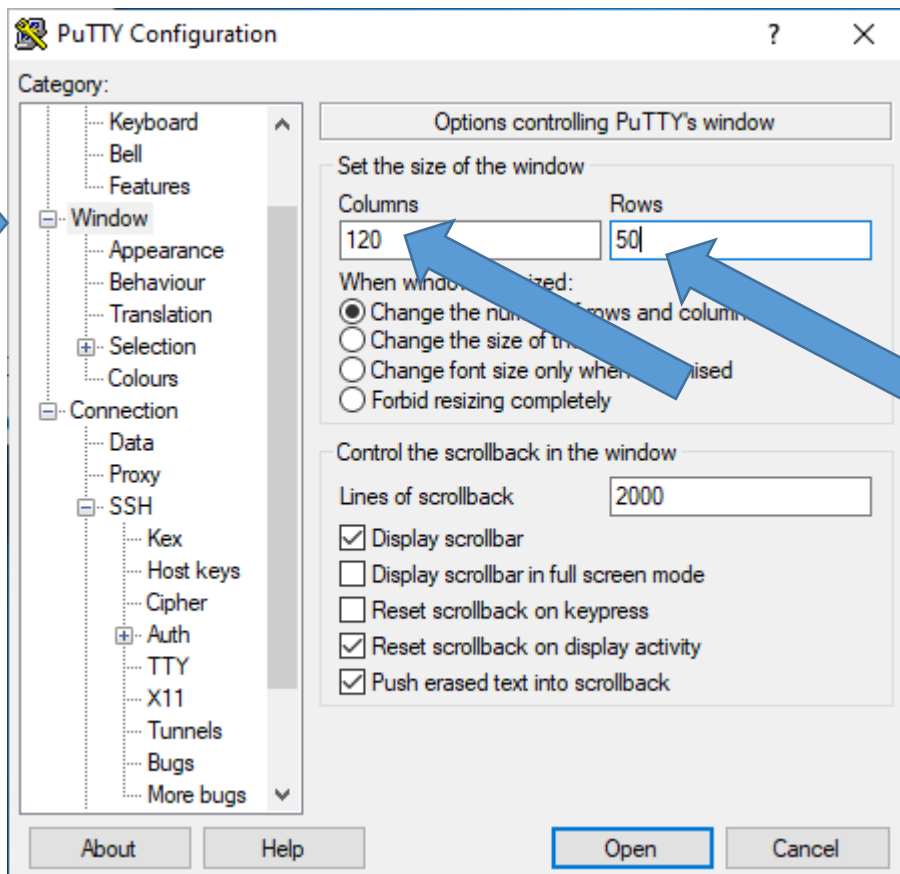 PuTTY Configuration ?
Category:
Keyboard
Bell
Features
Window
Appearance
Behaviour
Translation
Selection
Colours
Connection
Data
Proxy
SSH
Kex
Host keys
Cipher
Auth
TTY
X11
Tunnels
Bugs
More bugs
Options controlling PuTTY's window
Set the size of the window
Columns Rows
120 50
When window ized:
Change the nu rows and column
Change the size of th
Change font size only whe ised
Forbid resizing completely
Control the scrollback in the window
Lines of scrollback 2000
Display scrollbar
Display scrollbar in full screen mode
Reset scrollback on keypress
Reset scrollback on display activity
Push erased text into scrollback
About Help Open Cancel